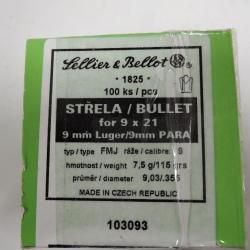 Sellier & Bellot
• 1825 •
100 ks / pcs
STŘELA / BULLET
for 9 x 21
9 mm Luger/9mm PARA
typ / type FMJ ráže / calibre 9
hmotnost / weight 7,5 g/115 grs
průměr / diameter 9,03/.355
MADE IN CZECH REPUBLIC
103093